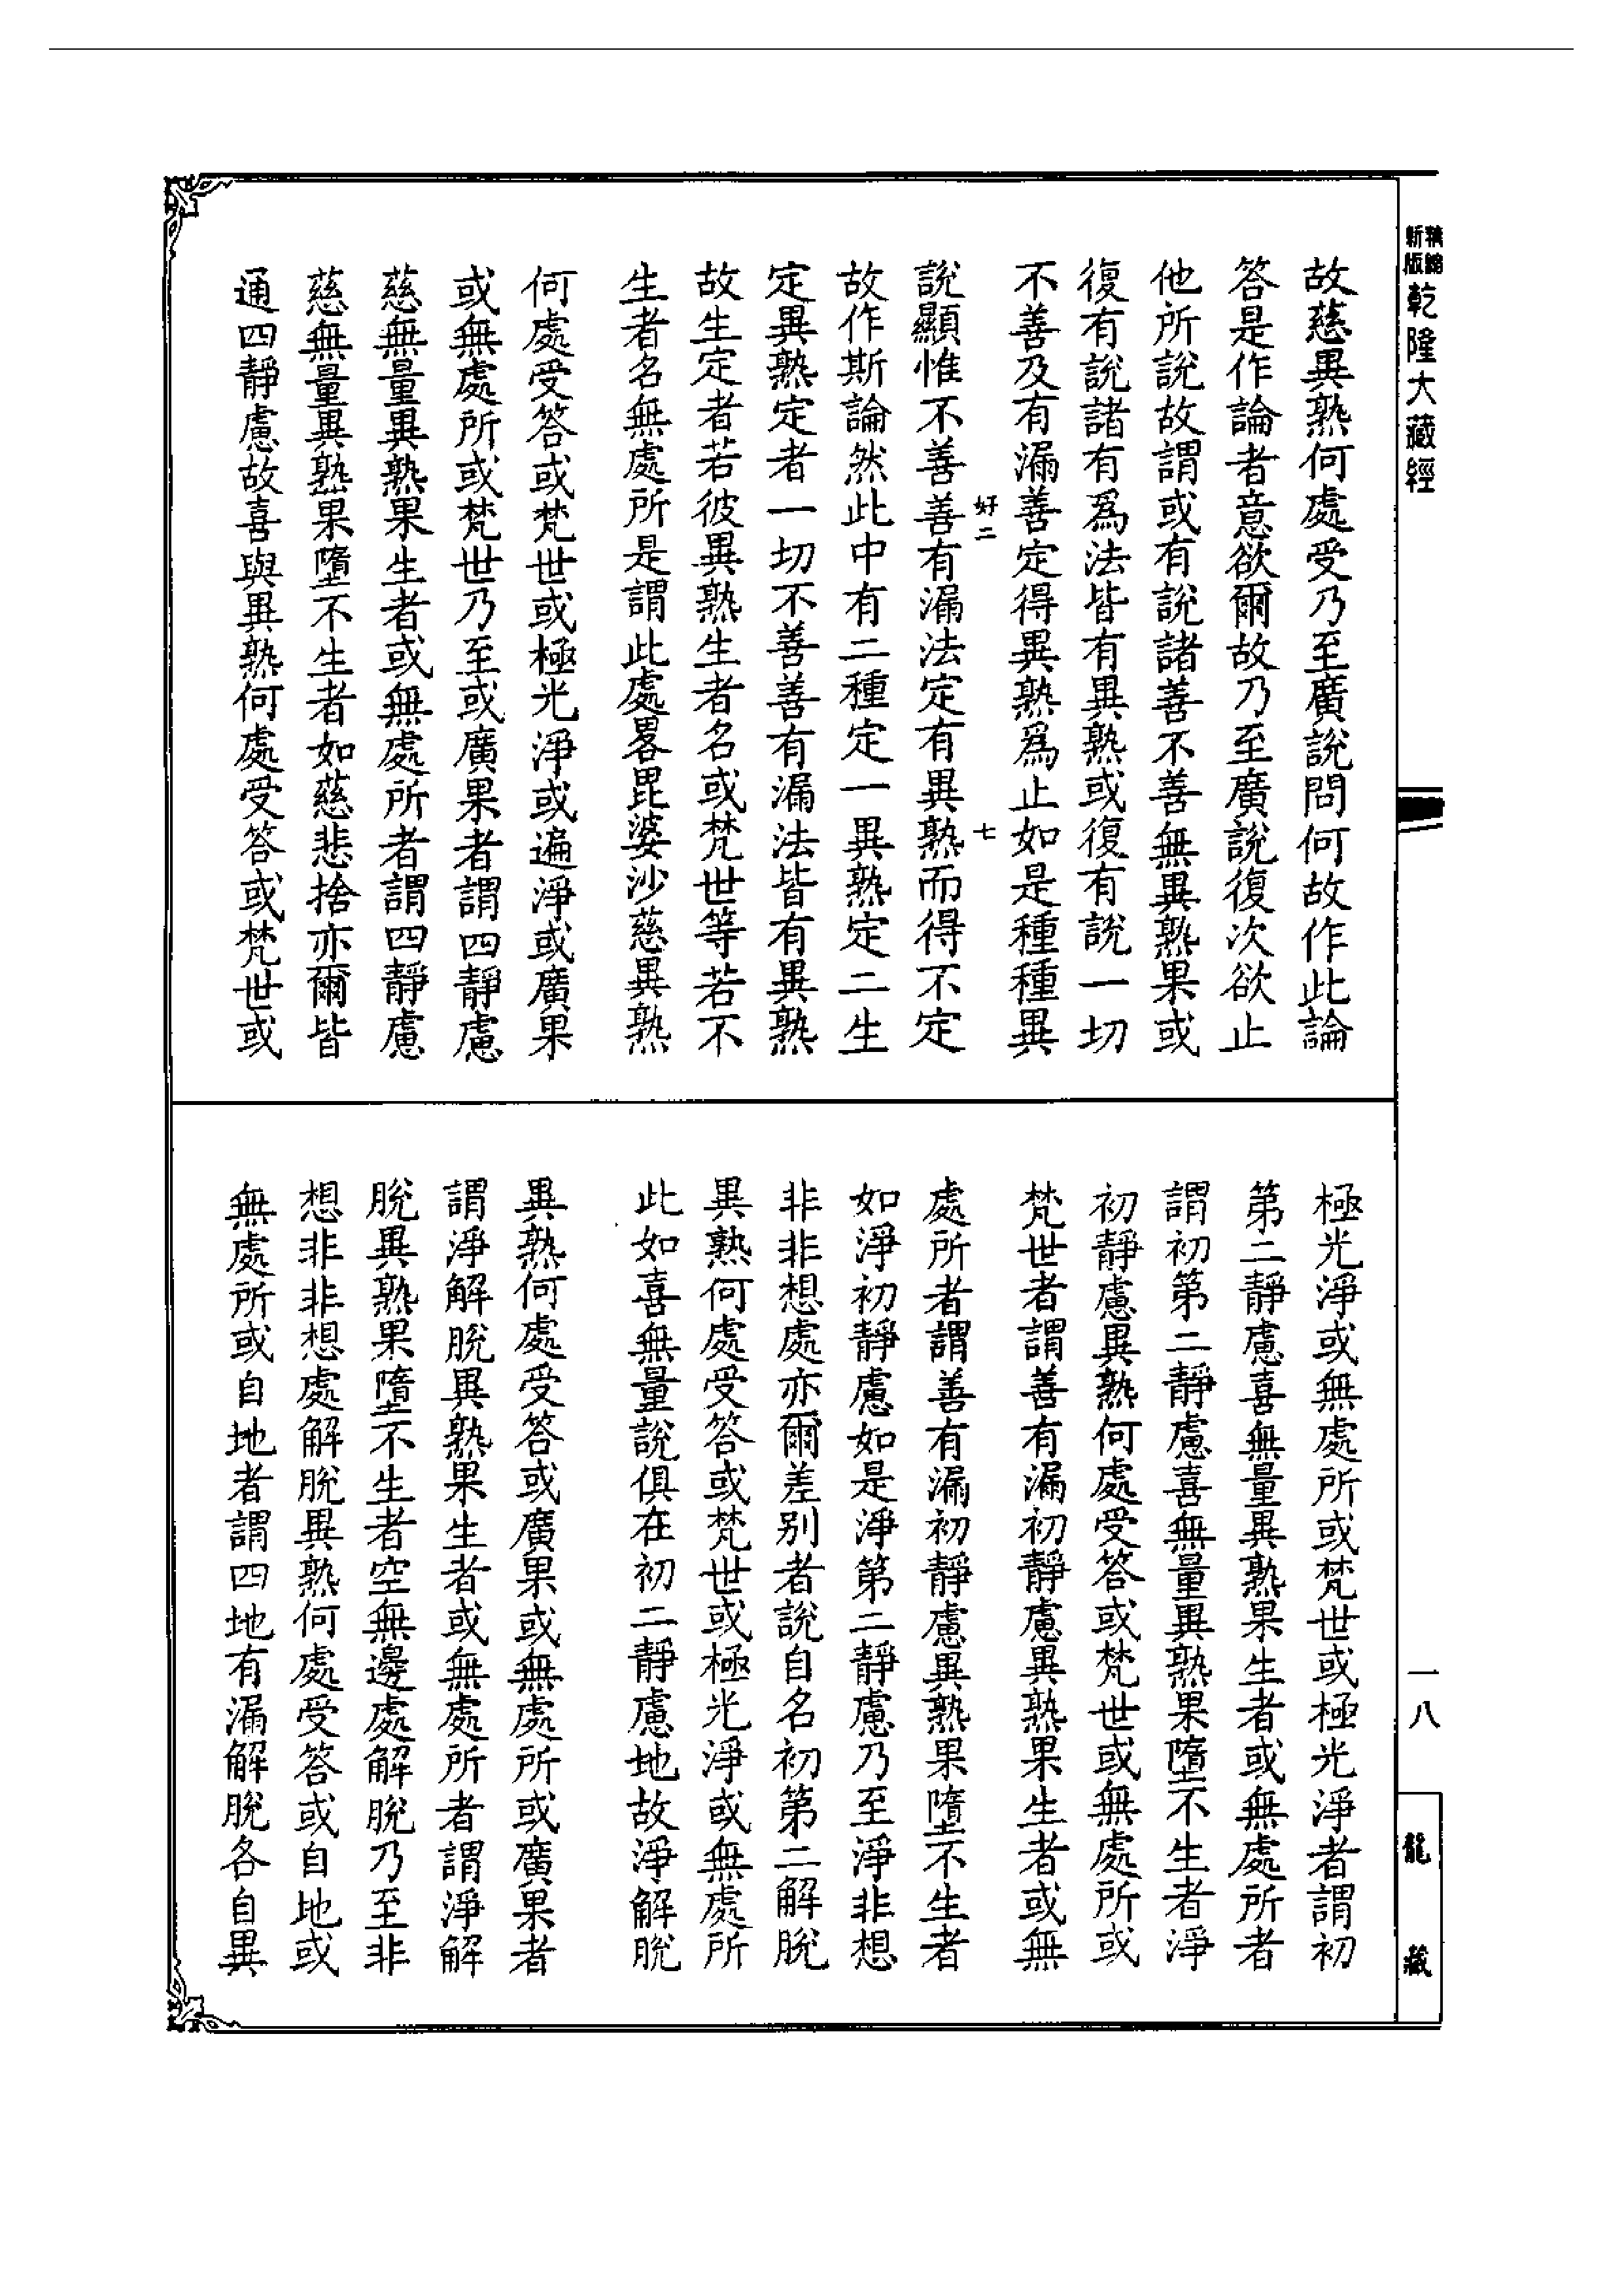 新版 精縮 乾隆大藏經
故慈異熟何處受乃至廣說問何故作此論
答是作論者意欲爾故乃至廣說復次欲止
他所說故謂或有說諸善不善無異熟果或
復有說諸有為法皆有異熟或復有說一切
不善及有漏善定得異熟為止如是種種異
好二 七
說顯惟不善善有漏法定有異熟而得不定
故作斯論然此中有二種定一異熟定二生
定異熟定者一切不善善有漏法皆有異熟
故生定者若彼異熟生者名或梵世等若不
生者名無處所是謂此處畧毘婆沙慈異熟
何處受答或梵世或極光淨或遍淨或廣果
或無處所或梵世乃至或廣果者謂四靜慮
慈無量異熟果生者或無處所者謂四靜慮
慈無量異熟果墮不生者如慈悲捨亦爾皆
通四靜慮故喜與異熟何處受答或梵世或
極光淨或無處所或梵世或極光淨者謂初
第二靜慮喜無量異熟果生者或無處所者
謂初第二靜慮喜無量異熟果墮不生者淨
初靜慮異熟何處受答或梵世或無處所或
梵世者謂善有漏初靜慮異熟果生者或無
處所者謂善有漏初靜慮異熟果墮不生者
如淨初靜慮如是淨第二靜慮乃至淨非想
非非想處亦爾差別者說自名初第二解脫
異熟何處受答或梵世或極光淨或無處所
此如喜無量說俱在初二靜慮地故淨解脫
異熟何處受答或廣果或無處所或廣果者
謂淨解脫異熟果生者或無處所者謂淨解
脫異熟果墮不生者空無邊處解脫乃至非
想非非想處解脫異熟何處受答或自地或
無處所或自地者謂四地有漏解脫各自異
一八
龍藏